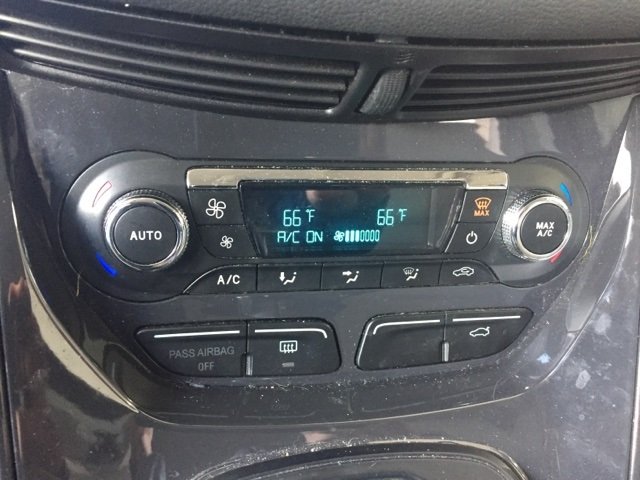 66°F 66°F
A/C ON
MAX
AUTO
MAX
A/C
A/C
PASS AIRBAG
OFF